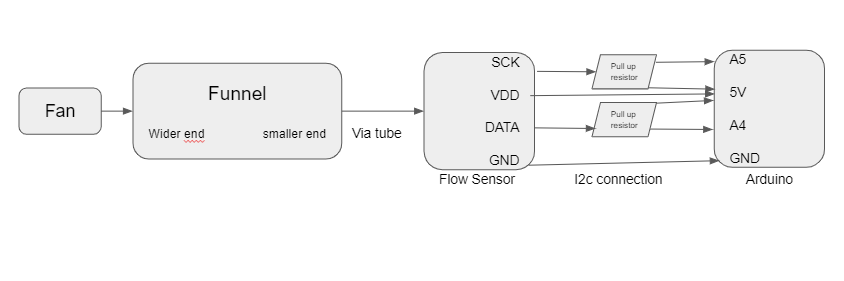 Fan
Funnel
Wider end
smaller end
Via tube
SCK
VDD
DATA
GND
Flow Sensor
Pull up
resistor
Pull up
resistor
I2c connection
A5
5V
A4
GND
Arduino